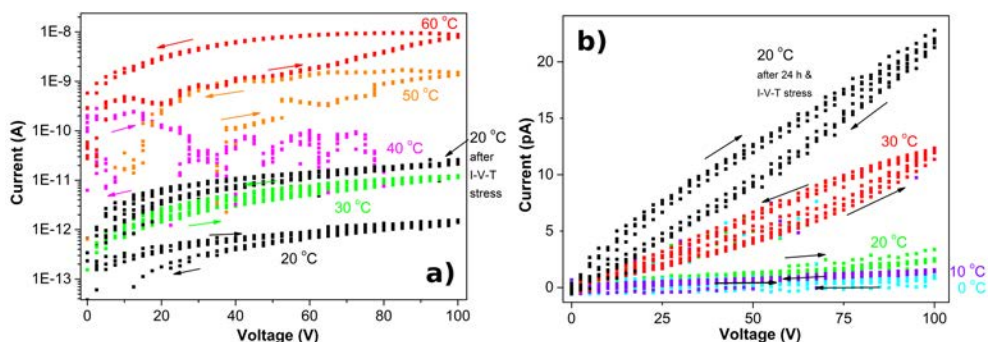 60 °C
50 °C
40 °C
20 °C
after
I-V-T
stress
30 °C
20 °C
a)
1E-8
1E-9
1E-10
1E-11
1E-12
1E-13
Current (A)
0 20 40 60 80 100
Voltage (V)
b)
20 °C
after 24 h &
I-V-T stress
30 °C
20 °C
10 °C
0 °C
20
15
10
5
0
Current (pA)
0 25 50 75 100
Voltage (V)